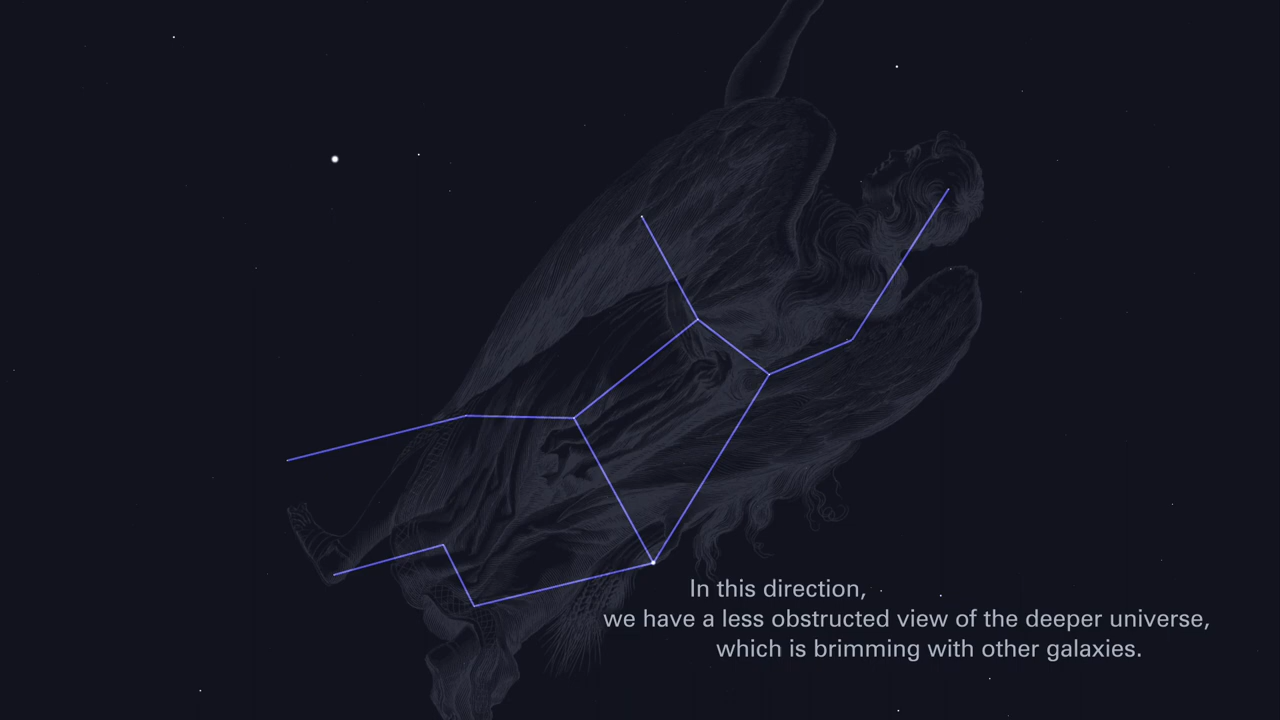 In this direction,
we have a less obstructed view of the deeper universe,
which is brimming with other galaxies.